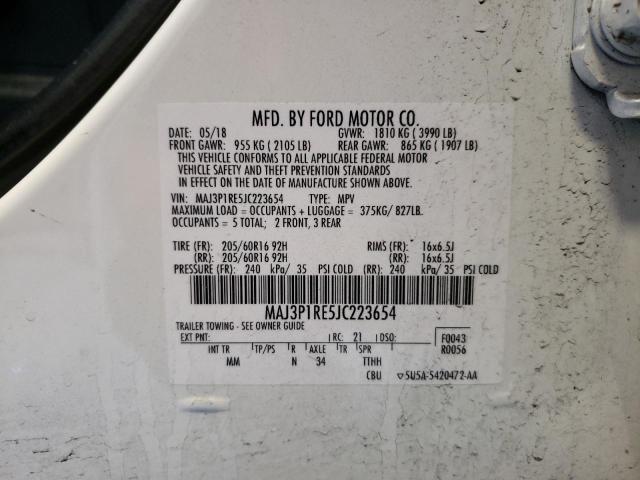 MFD. BY FORD MOTOR CO.
DATE: 05/18 GVWR: 1810 KG ( 3990 LB)
FRONT GAWR: 955 KG ( 2105 LB) REAR GAWR: 865 KG ( 1907 LB)
THIS VEHICLE CONFORMS TO ALL APPLICABLE FEDERAL MOTOR
VEHICLE SAFETY AND THEFT PREVENTION STANDARDS
IN EFFECT ON THE DATE OF MANUFACTURE SHOWN ABOVE.
VIN: MAJ3P1RE5JC223654 TYPE: MPV
MAXIMUM LOAD = OCCUPANTS + LUGGAGE = 375KG/ 827LB.
OCCUPANTS = 5 TOTAL; 2 FRONT, 3 REAR
TIRE (FR): 205/60R16 92H RIMS (FR): 16x6.5J
(RR): 205/60R16 92H (RR): 16x6.5J
PRESSURE (FR): 240 kPa/ 35 PSI COLD (RR): 240 kPa/ 35 PSI COLD
MAJ3P1RE5JC223654
TRAILER TOWING - SEE OWNER GUIDE
EXT PNT: RC: 21 DSO: F0043
INT TR TP/PS R AXLE TR SPR R0056
MM N 34 TTHH
CBU 5U5A-5420472-AA